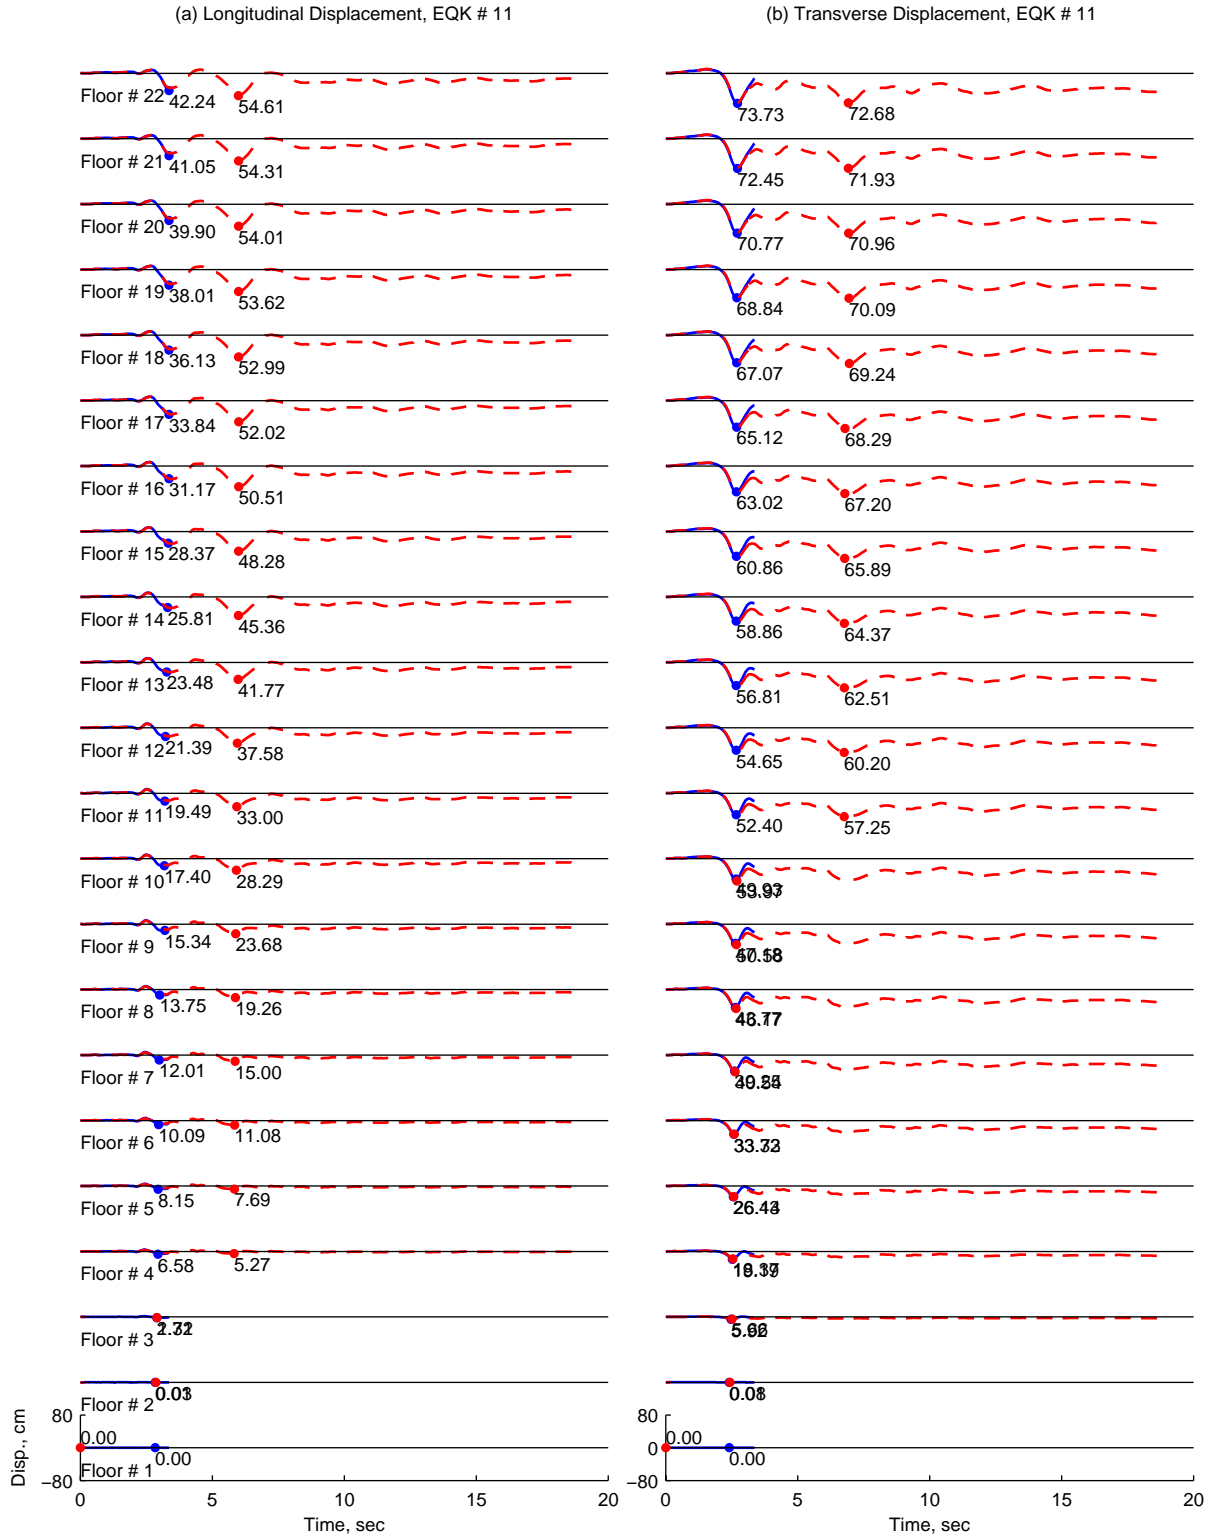 (a) Longitudinal Displacement, EQK # 11
(b) Transverse Displacement, EQK # 11
Floor # 22 42.24 54.61 73.73 72.68
Floor # 21 41.05 54.31 72.45 71.93
Floor # 20 39.90 54.01 70.77 70.96
Floor # 19 38.01 53.62 68.84 70.09
Floor # 18 36.13 52.99 67.07 69.24
Floor # 17 33.84 52.02 65.12 68.29
Floor # 16 31.17 50.51 63.02 67.20
Floor # 15 28.37 48.28 60.86 65.89
Floor # 14 25.81 45.36 58.86 64.37
Floor # 13 23.48 41.77 56.81 62.51
Floor # 12 21.39 37.58 54.65 60.20
Floor # 11 19.49 33.00 52.40 57.25
Floor # 10 17.40 28.29
Floor # 9 15.34 23.68
Floor # 8 13.75 19.26
Floor # 7 12.01 15.00
Floor # 6 10.09 11.08
Floor # 5 8.15 7.69
Floor # 4 6.58 5.27
Floor # 3
Floor # 2
Floor # 1 0.00 0.00 0.00 0.00
Disp., cm
80
−80
80
0
−80
0 5 10 15 20
0 5 10 15 20
Time, sec
Time, sec